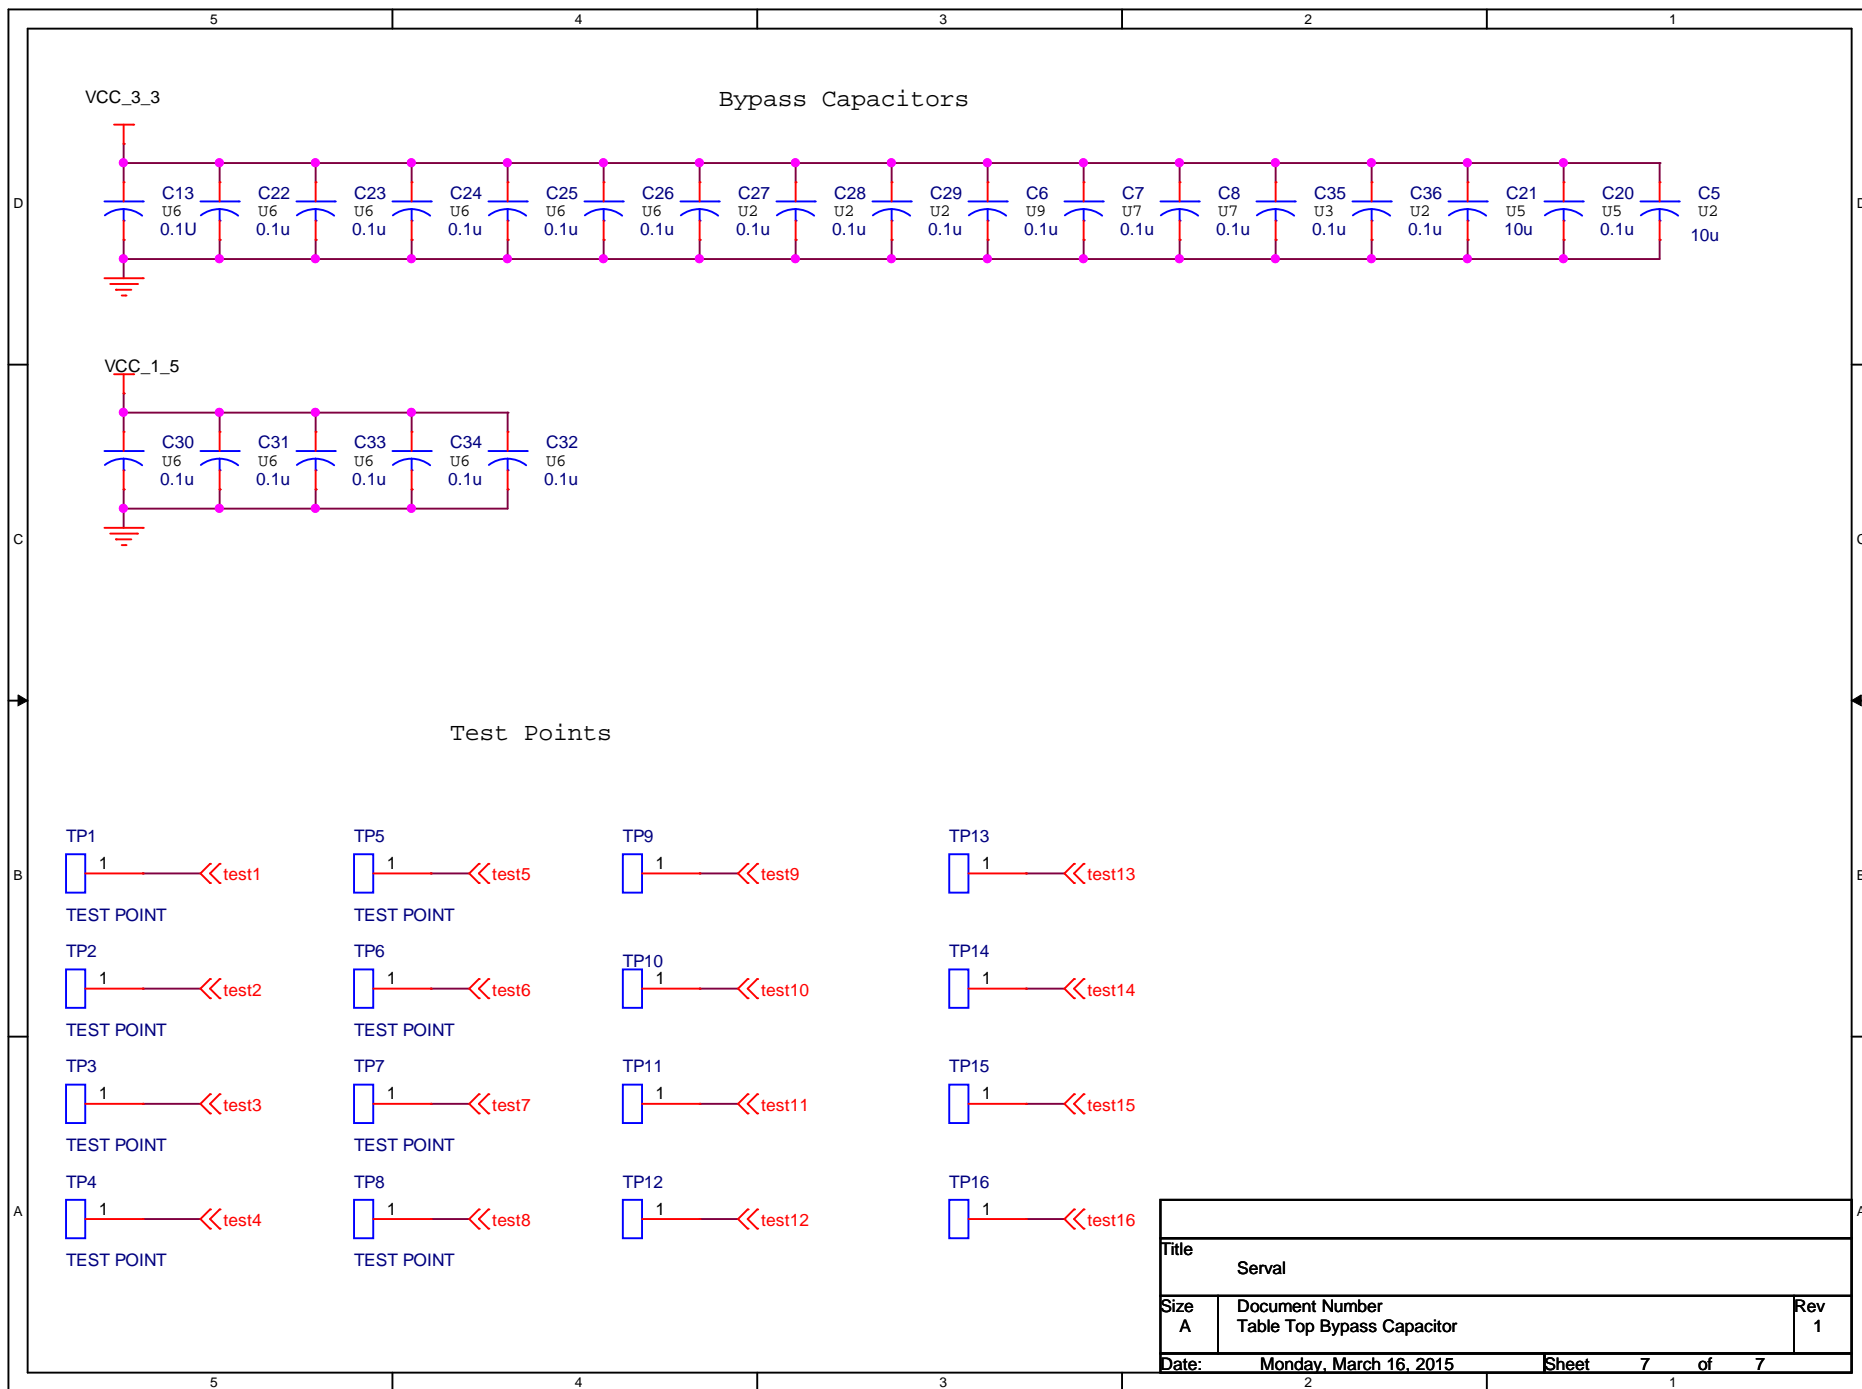 5 4 3 2 1
VCC_3_3
Bypass Capacitors
D
C13 C22 C23 C24 C25 C26 C27 C28 C29 C6 C7 C8 C35 C36 C21 C20 C5
U6 U6 U6 U6 U6 U6 U2 U2 U2 U9 U7 U7 U3 U2 U5 U5 U2
0.1U 0.1u 0.1u 0.1u 0.1u 0.1u 0.1u 0.1u 0.1u 0.1u 0.1u 0.1u 0.1u 0.1u 10u 0.1u 10u
VCC_1_5
C30 C31 C33 C34 C32
U6 U6 U6 U6 U6
0.1u 0.1u 0.1u 0.1u 0.1u
C
Test Points
TP1 TP5 TP9 TP13
1 1 1 1
B test1 test5 test9 test13
TEST POINT TEST POINT
TP2 TP6 TP10 TP14
1 1 1 1
test2 test6 test10 test14
TEST POINT TEST POINT
TP3 TP7 TP11 TP15
1 1 1 1
test3 test7 test11 test15
TEST POINT TEST POINT
TP4 TP8 TP12 TP16
1 1 1 1
A test4 test8 test12 test16
TEST POINT TEST POINT
Title
Serval
Size Document Number Rev
A Table Top Bypass Capacitor 1
Date: Monday, March 16, 2015 Sheet 7 of 7
5 4 3 2 1